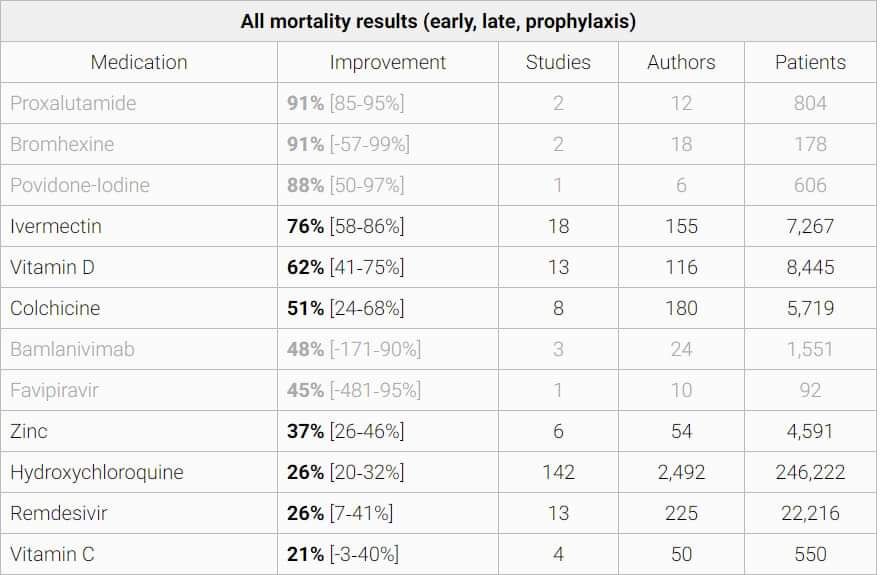 All mortality results (early, late, prophylaxis)
Medication Improvement Studies Authors Patients
Proxalutamide 91% [85-95%] 2 12 804
Bromhexine 91% [-57-99%] 2 18 178
Povidone-Iodine 88% [50-97%] 1 6 606
Ivermectin 76% [58-86%] 18 155 7,267
Vitamin D 62% [41-75%] 13 116 8,445
Colchicine 51% [24-68%] 8 180 5,719
Bamlanivimab 48% [-171-90%] 3 24 1,551
Favipiravir 45% [-481-95%] 1 10 92
Zinc 37% [26-46%] 6 54 4,591
Hydroxychloroquine 26% [20-32%] 142 2,492 246,222
Remdesivir 26% [7-41%] 13 225 22,216
Vitamin C 21% [-3-40%] 4 50 550